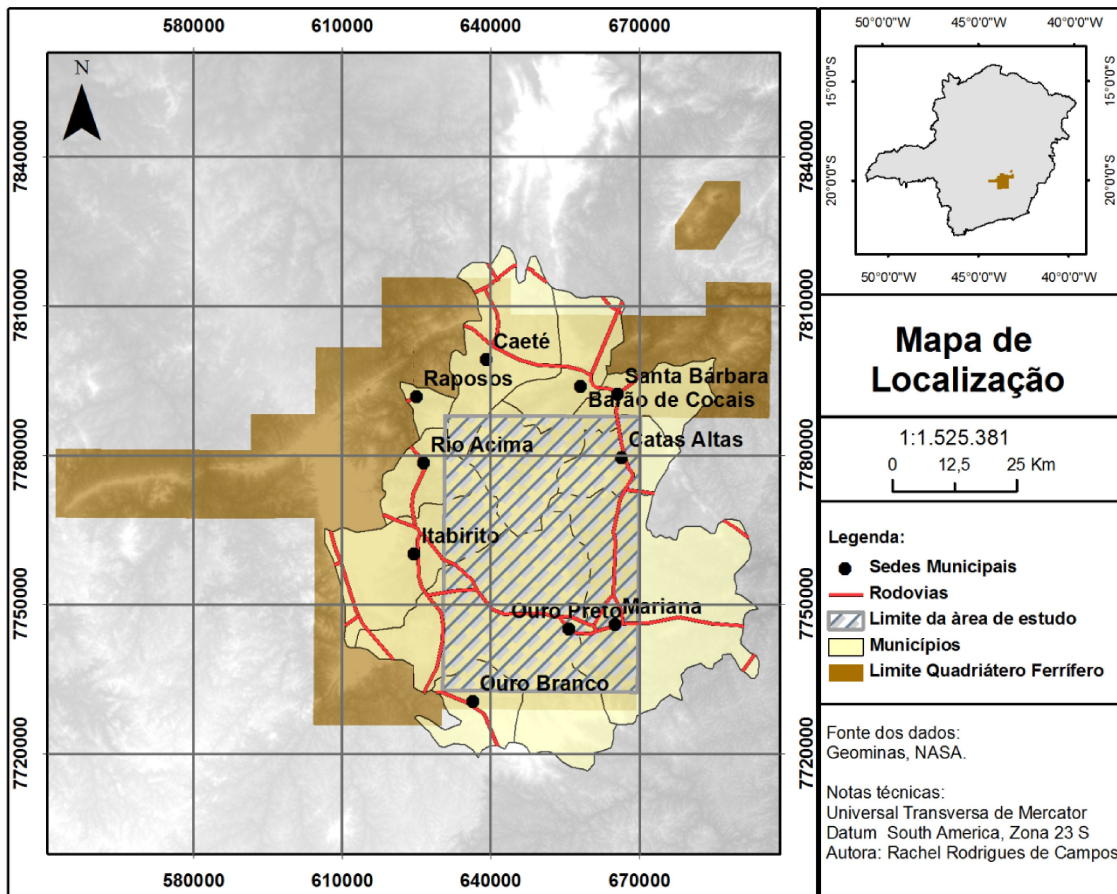 580000 610000 640000 670000
N
7840000 7840000
7810000 7810000
7780000 7780000
7750000 7750000
7720000 7720000
Caeté
Raposos
Santa Bárbara
Barão de Cocais
Rio Acima
Catas Altas
Itabirito
Ouro Preto
Mariana
Ouro Branco
580000 610000 640000 670000
50°0'0"W 45°0'0"W 40°0'0"W
15°0'0"S 15°0'0"S
20°0'0"S 20°0'0"S
50°0'0"W 45°0'0"W 40°0'0"W
Mapa de
Localização
1:1.525.381
0 12,5 25 Km
Legenda:
Sedes Municipais
Rodovias
Limite da área de estudo
Municípios
Limite Quadriátero Ferrífero
Fonte dos dados:
Geominas, NASA.
Notas técnicas:
Universal Transversa de Mercator
Datum South America, Zona 23 S
Autora: Rachel Rodrigues de Campos